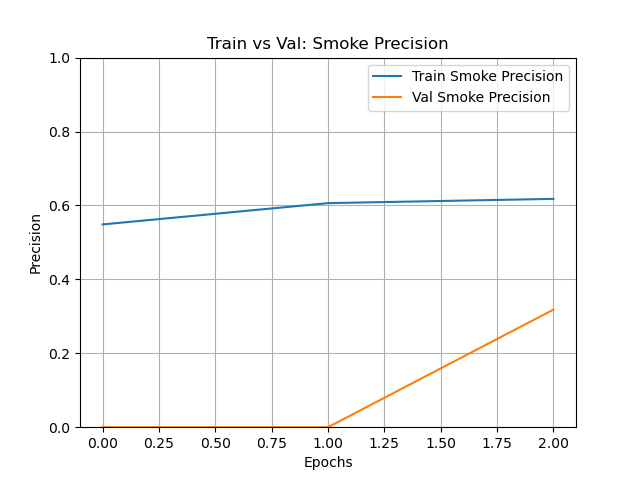 Train vs Val: Smoke Precision
Train Smoke Precision
Val Smoke Precision
1.0
0.8
0.6
0.4
0.2
0.0
Precision
0.00 0.25 0.50 0.75 1.00 1.25 1.50 1.75 2.00
Epochs